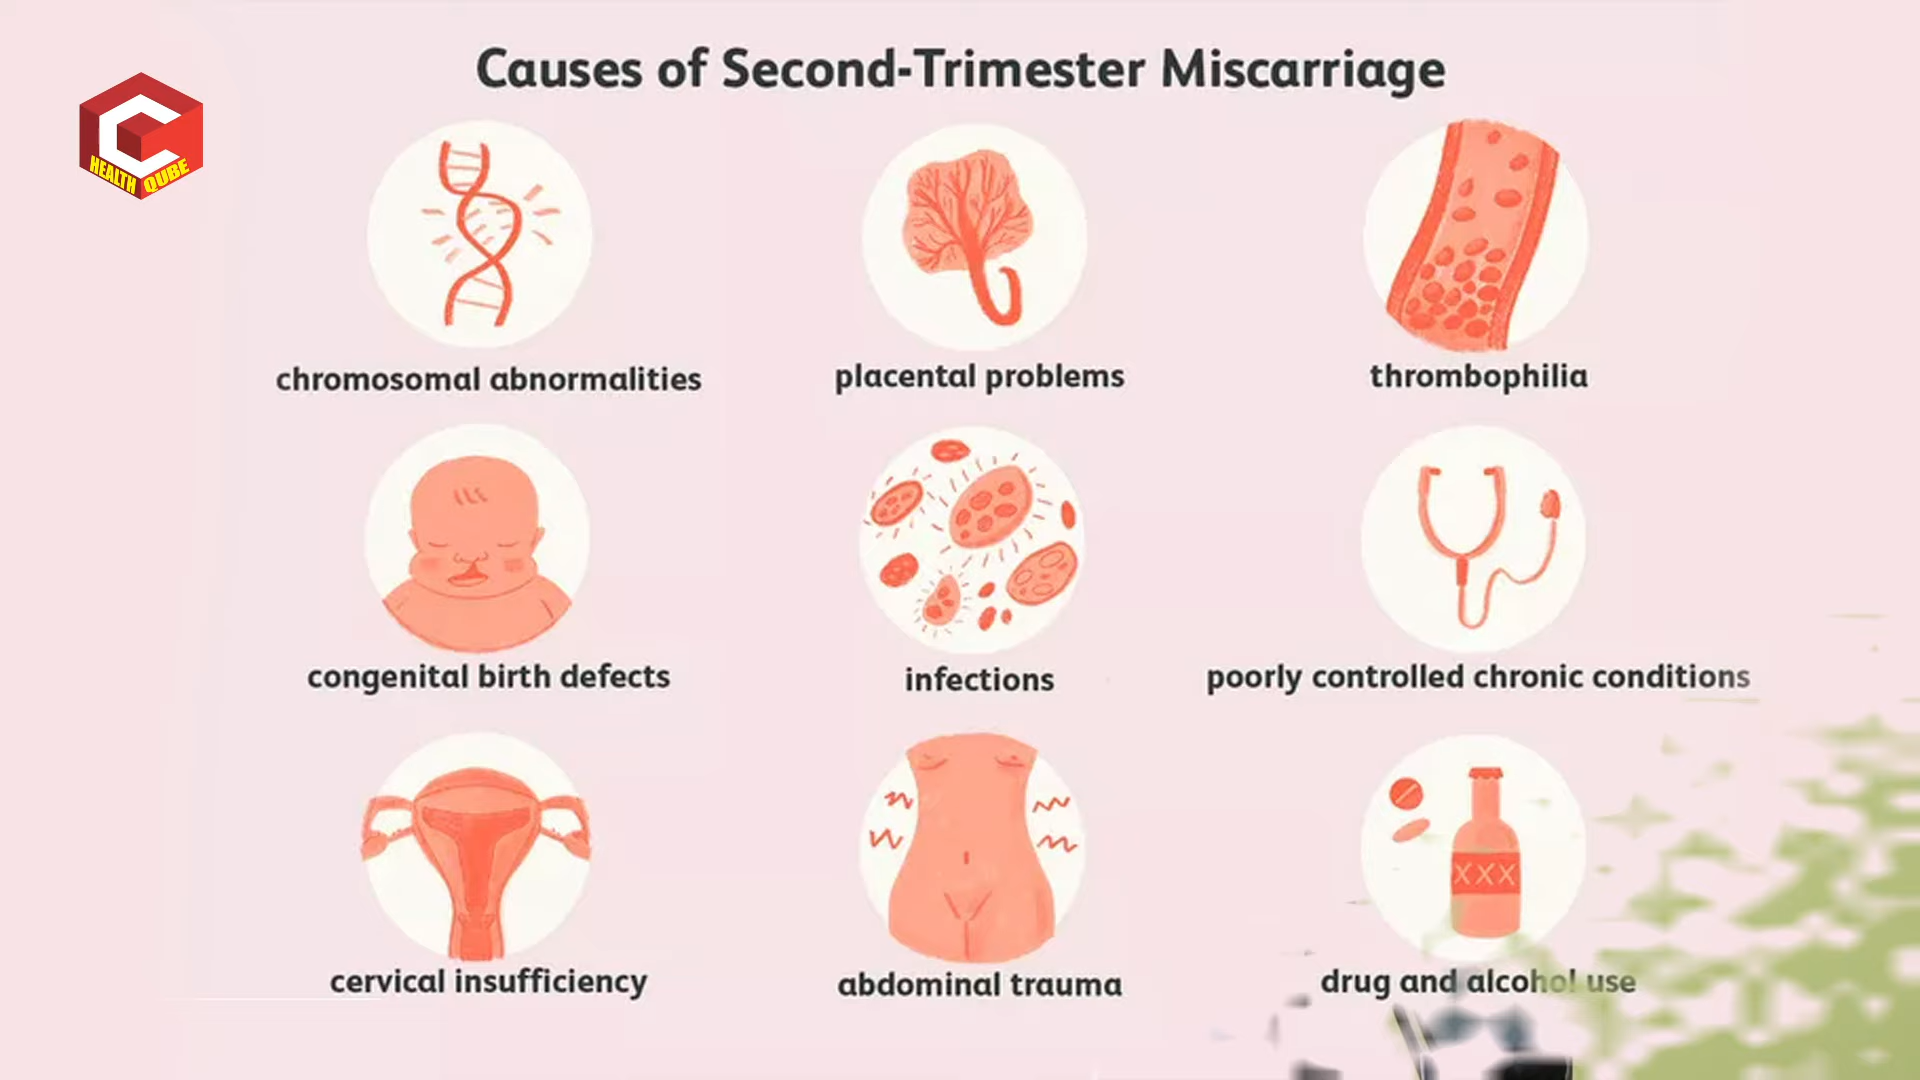 Causes of Second-Trimester Miscarriage
HEALTH QUBE
chromosomal abnormalities
placental problems
thrombophilia
congenital birth defects
infections
poorly controlled chronic conditions
XXX
cervical insufficiency
abdominal trauma
drug and alcohol use